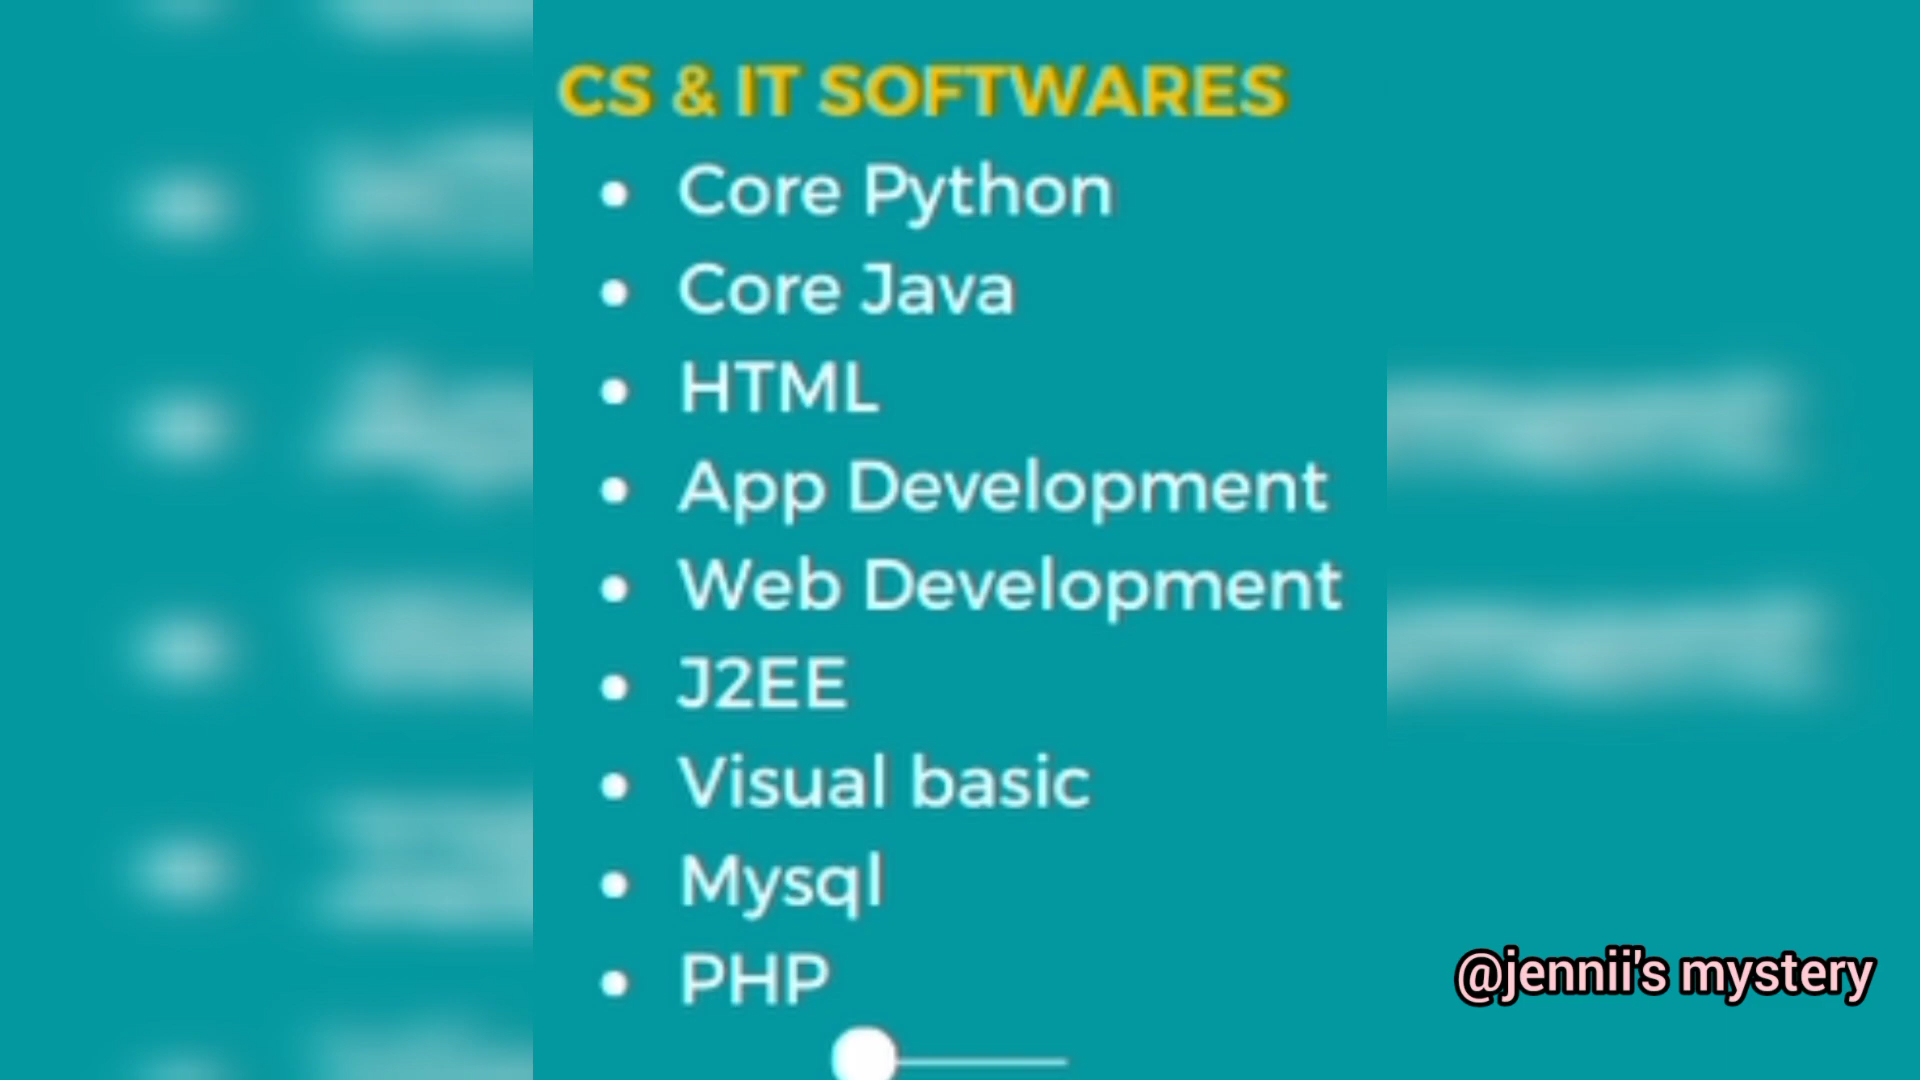 CS & IT SOFTWARES
• Core Python
• Core Java
• HTML
• App Development
• Web Development
• J2EE
• Visual basic
• Mysql
• PHP
@jennii's mystery